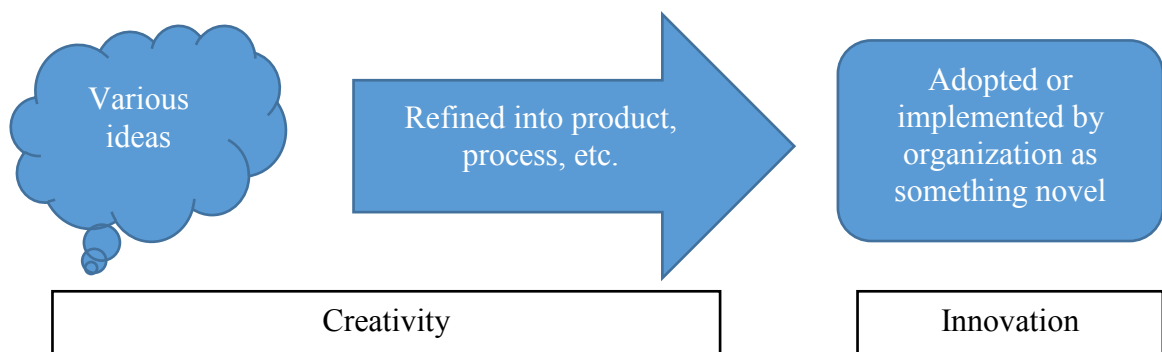 Various
ideas
Refined into product,
process, etc.
Adopted or
implemented by
organization as
something novel
Creativity
Innovation